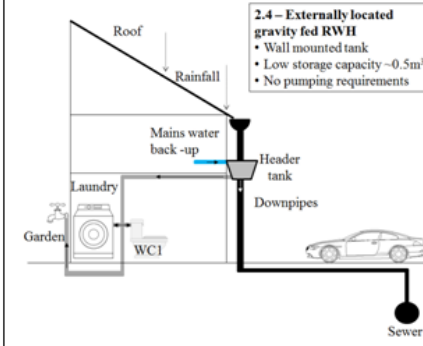 2.4 – Externally located
gravity fed RWH
• Wall mounted tank
• Low storage capacity ~0.5m³
• No pumping requirements
Roof
Rainfall
Mains water
back -up
Header
tank
Laundry
Downpipes
Garden
WC1
Sewer